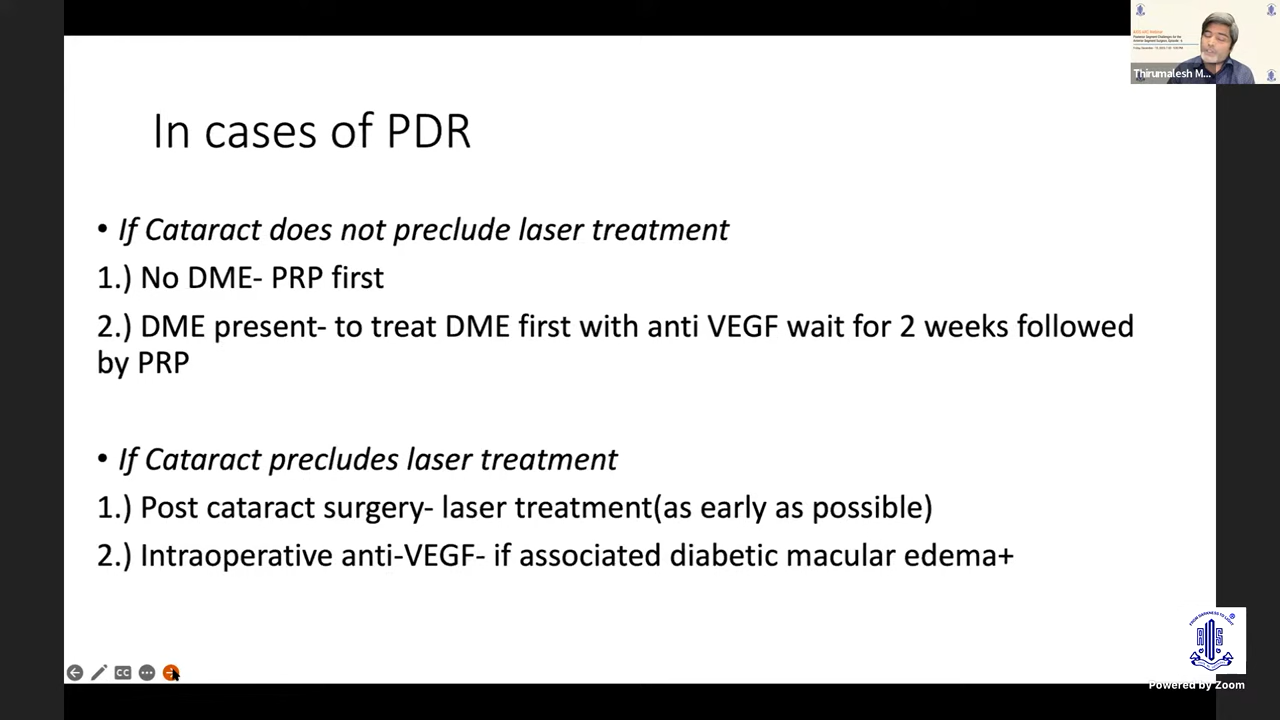 In cases of PDR
• If Cataract does not preclude laser treatment
1.) No DME- PRP first
2.) DME present- to treat DME first with anti VEGF wait for 2 weeks followed
by PRP
• If Cataract precludes laser treatment
1.) Post cataract surgery- laser treatment(as early as possible)
2.) Intraoperative anti-VEGF- if associated diabetic macular edema+
Thirumalesh M...
CC
Powered by Zoom